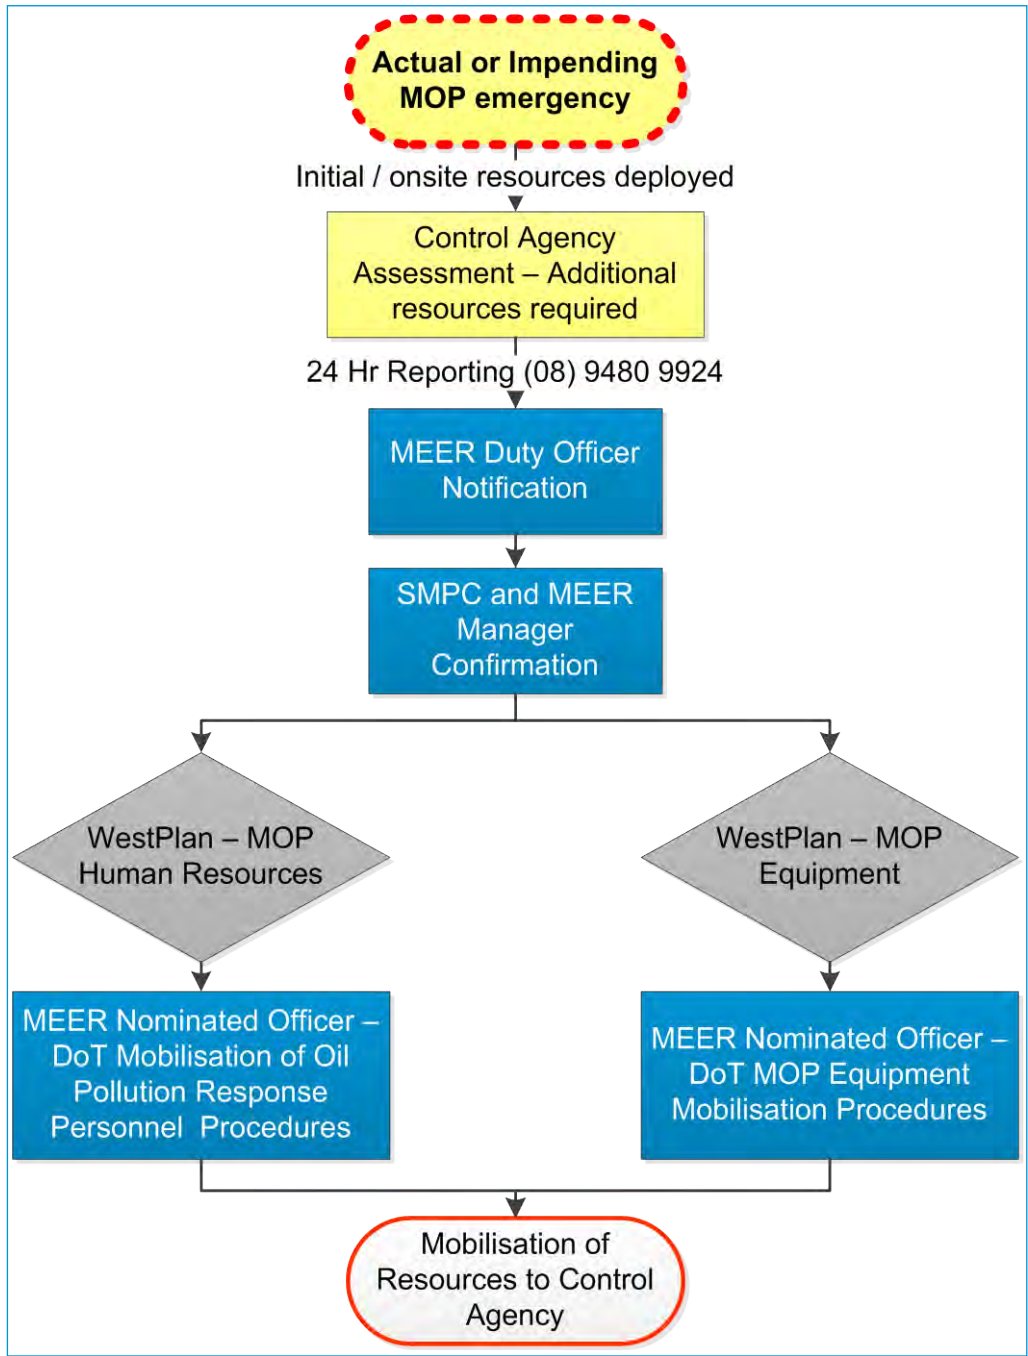 Actual or Impending
MOP emergency
Initial / onsite resources deployed
Control Agency
Assessment – Additional
resources required
24 Hr Reporting (08) 9480 9924
MEER Duty Officer
Notification
SMPC and MEER
Manager
Confirmation
WestPlan – MOP
Human Resources
WestPlan – MOP
Equipment
MEER Nominated Officer –
DoT Mobilisation of Oil
Pollution Response
Personnel Procedures
MEER Nominated Officer –
DoT MOP Equipment
Mobilisation Procedures
Mobilisation of
Resources to Control
Agency